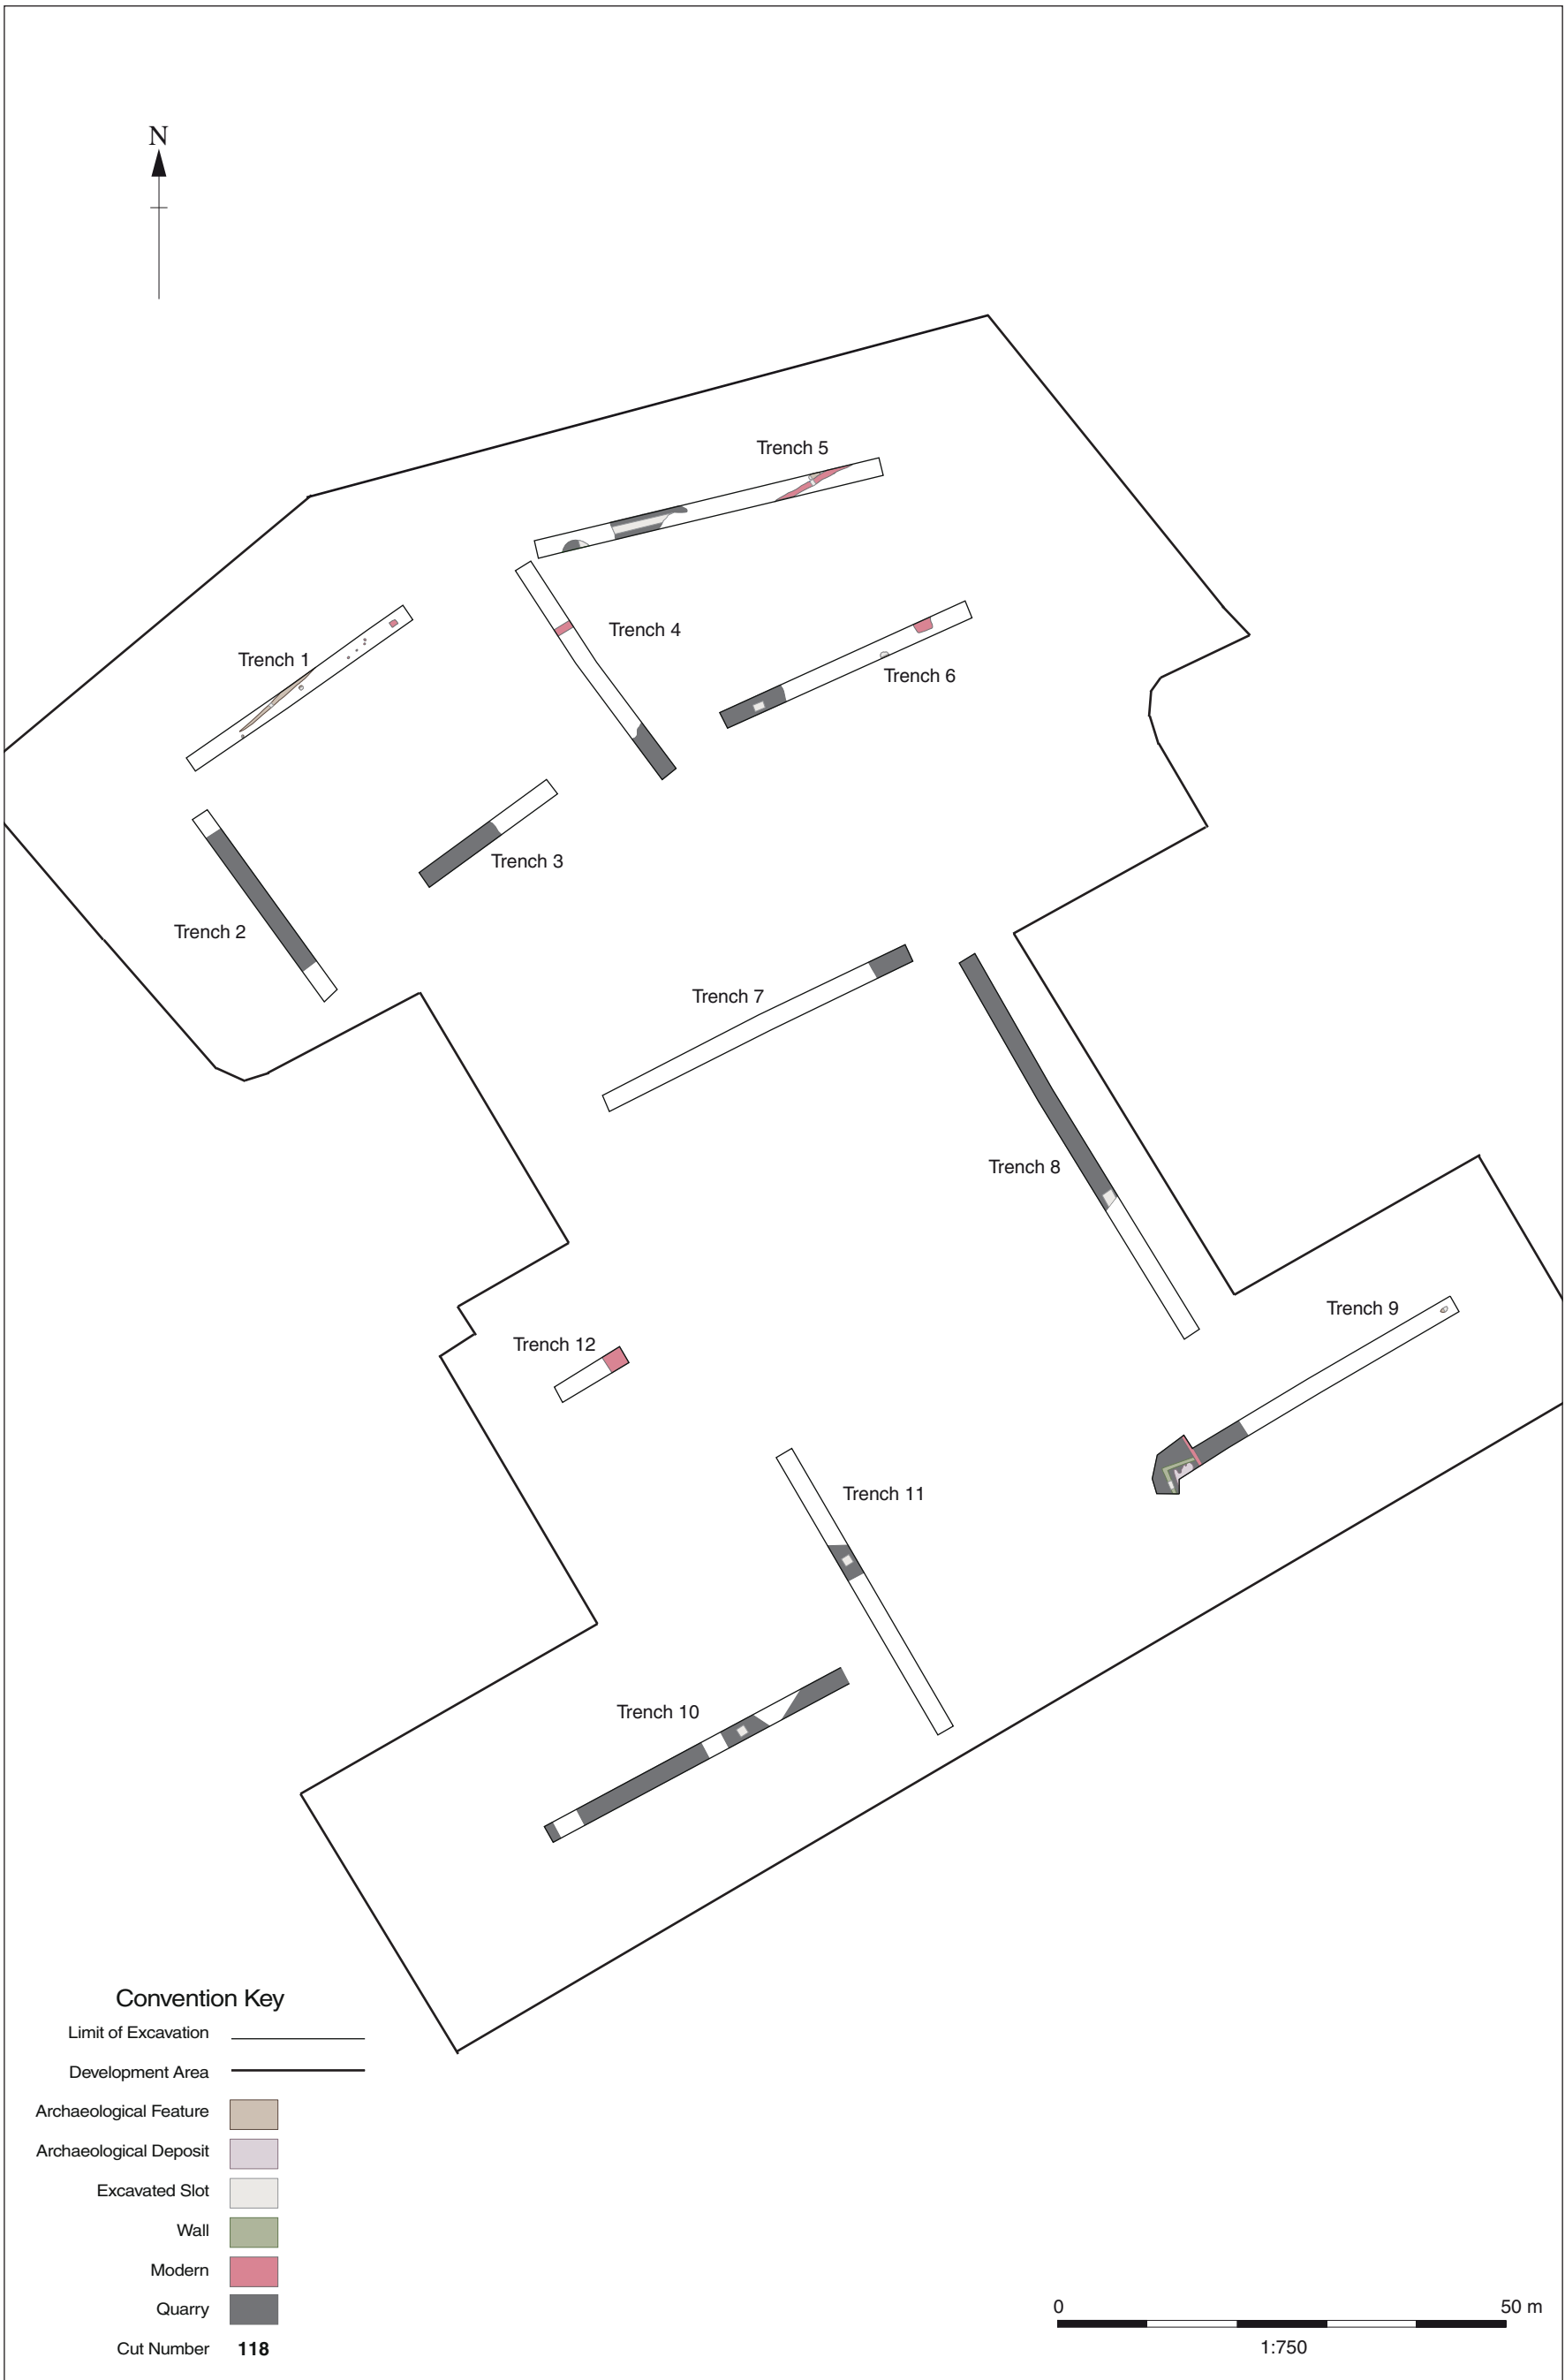 N
Trench 5
Trench 4
Trench 1
Trench 6
Trench 3
Trench 2
Trench 7
Trench 8
Trench 9
Trench 12
Trench 11
Trench 10
Convention Key
Limit of Excavation
Development Area
Archaeological Feature
Archaeological Deposit
Excavated Slot
Wall
Modern
Quarry
Cut Number 118
0 50 m
1:750